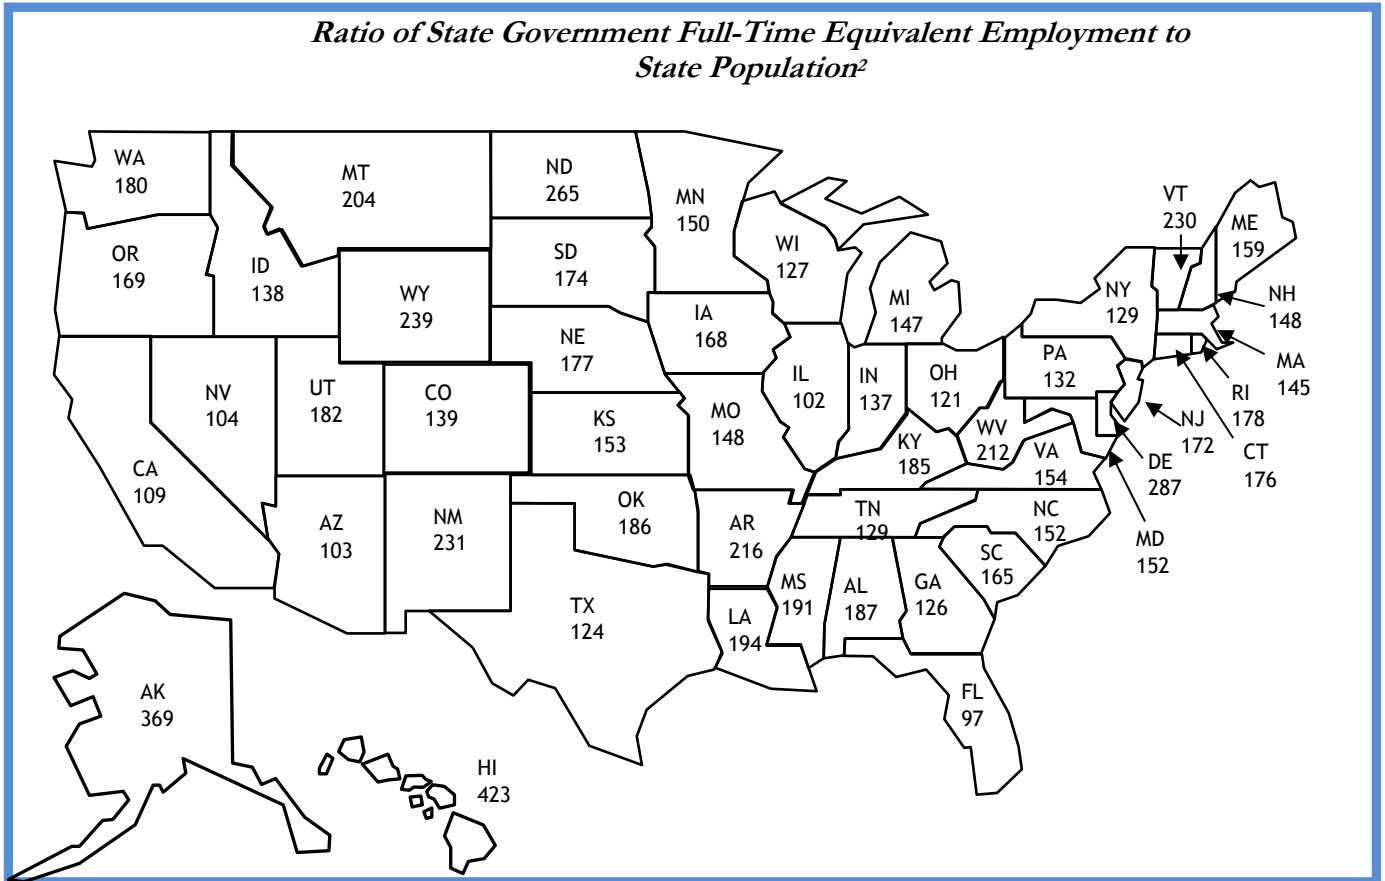 Ratio of State Government Full-Time Equivalent Employment to
State Population²
WA
180
OR
169
CA
109
NV
104
ID
138
MT
204
WY
239
UT
182
CO
139
AZ
103
NM
231
ND
265
SD
174
NE
177
KS
153
OK
186
TX
124
MN
150
IA
168
MO
148
AR
216
LA
194
WI
127
IL
102
MI
147
IN
137
OH
121
KY
185
TN
129
MS
191
AL
187
GA
126
FL
97
SC
165
NC
152
VA
154
WV
212
PA
132
NY
129
VT
230
ME
159
NH
148
MA
145
RI
178
CT
176
NJ
172
DE
287
MD
152
AK
369
HI
423